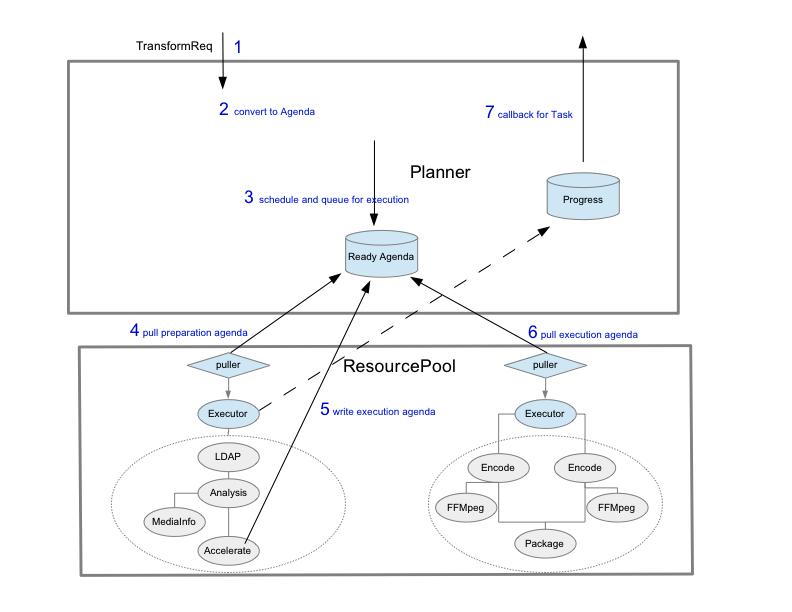 TransformReq 1
2 convert to Agenda
7 callback for Task
Planner
3 schedule and queue for execution
Progress
Ready Agenda
4 pull preparation agenda
6 pull execution agenda
puller
ResourcePool
puller
Executor
5 write execution agenda
Executor
LDAP
Encode
Encode
Analysis
MediaInfo
FFMpeg
FFMpeg
Accelerate
Package